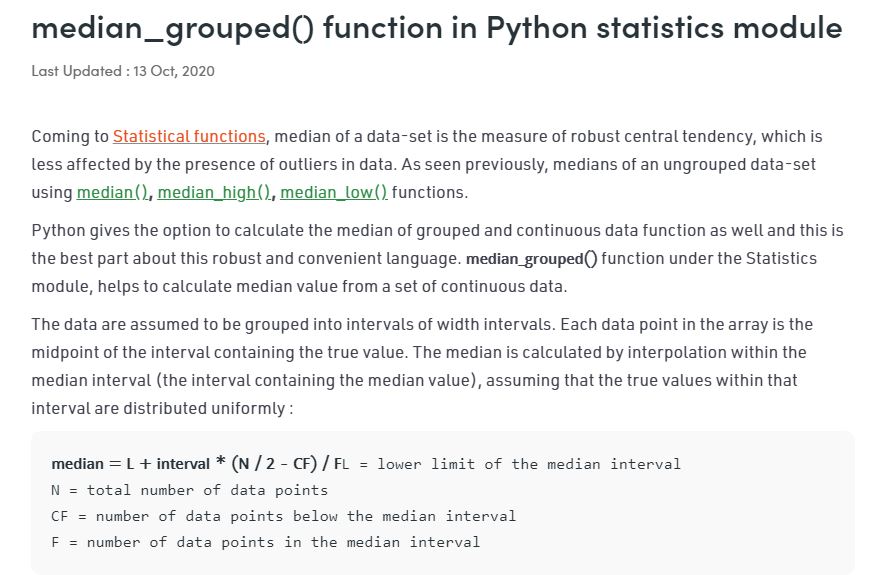 median_grouped() function in Python statistics module
Last Updated : 13 Oct, 2020
Coming to Statistical functions, median of a data-set is the measure of robust central tendency, which is
less affected by the presence of outliers in data. As seen previously, medians of an ungrouped data-set
using median(), median_high(), median_low() functions.
Python gives the option to calculate the median of grouped and continuous data function as well and this is
the best part about this robust and convenient language. median_grouped() function under the Statistics
module, helps to calculate median value from a set of continuous data.
The data are assumed to be grouped into intervals of width intervals. Each data point in the array is the
midpoint of the interval containing the true value. The median is calculated by interpolation within the
median interval (the interval containing the median value), assuming that the true values within that
interval are distributed uniformly :
median = L + interval * (N / 2 - CF) / FL = lower limit of the median interval
N = total number of data points
CF = number of data points below the median interval
F = number of data points in the median interval